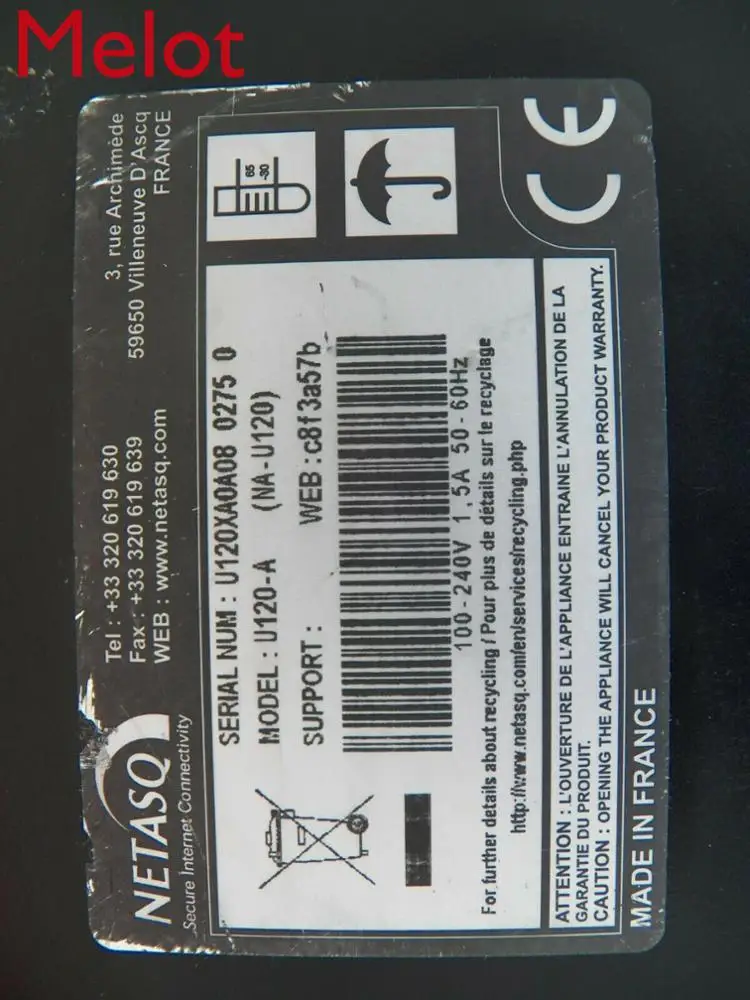 Melot
NETASQ
Secure Internet Connectivity
Tel : +33 320 619 630
Fax : +33 320 619 639
WEB : www.netasq.com
3, rue Archimède
59650 Villeneuve D'Ascq
FRANCE
65
-30
CE
SERIAL NUM : U120XA0A08 0275 0
MODEL : U120-A (NA-U120)
SUPPORT : WEB :c8f3a57b
100-240V 1,5A 50-60Hz
For further details about recycling / Pour plus de détails sur le recyclage
http://www.netasq.com/en/services/recycling.php
ATTENTION : L'OUVERTURE DE L'APPLIANCE ENTRAINE L'ANNULATION DE LA
GARANTIE DU PRODUIT.
CAUTION : OPENING THE APPLIANCE WILL CANCEL YOUR PRODUCT WARRANTY.
MADE IN FRANCE